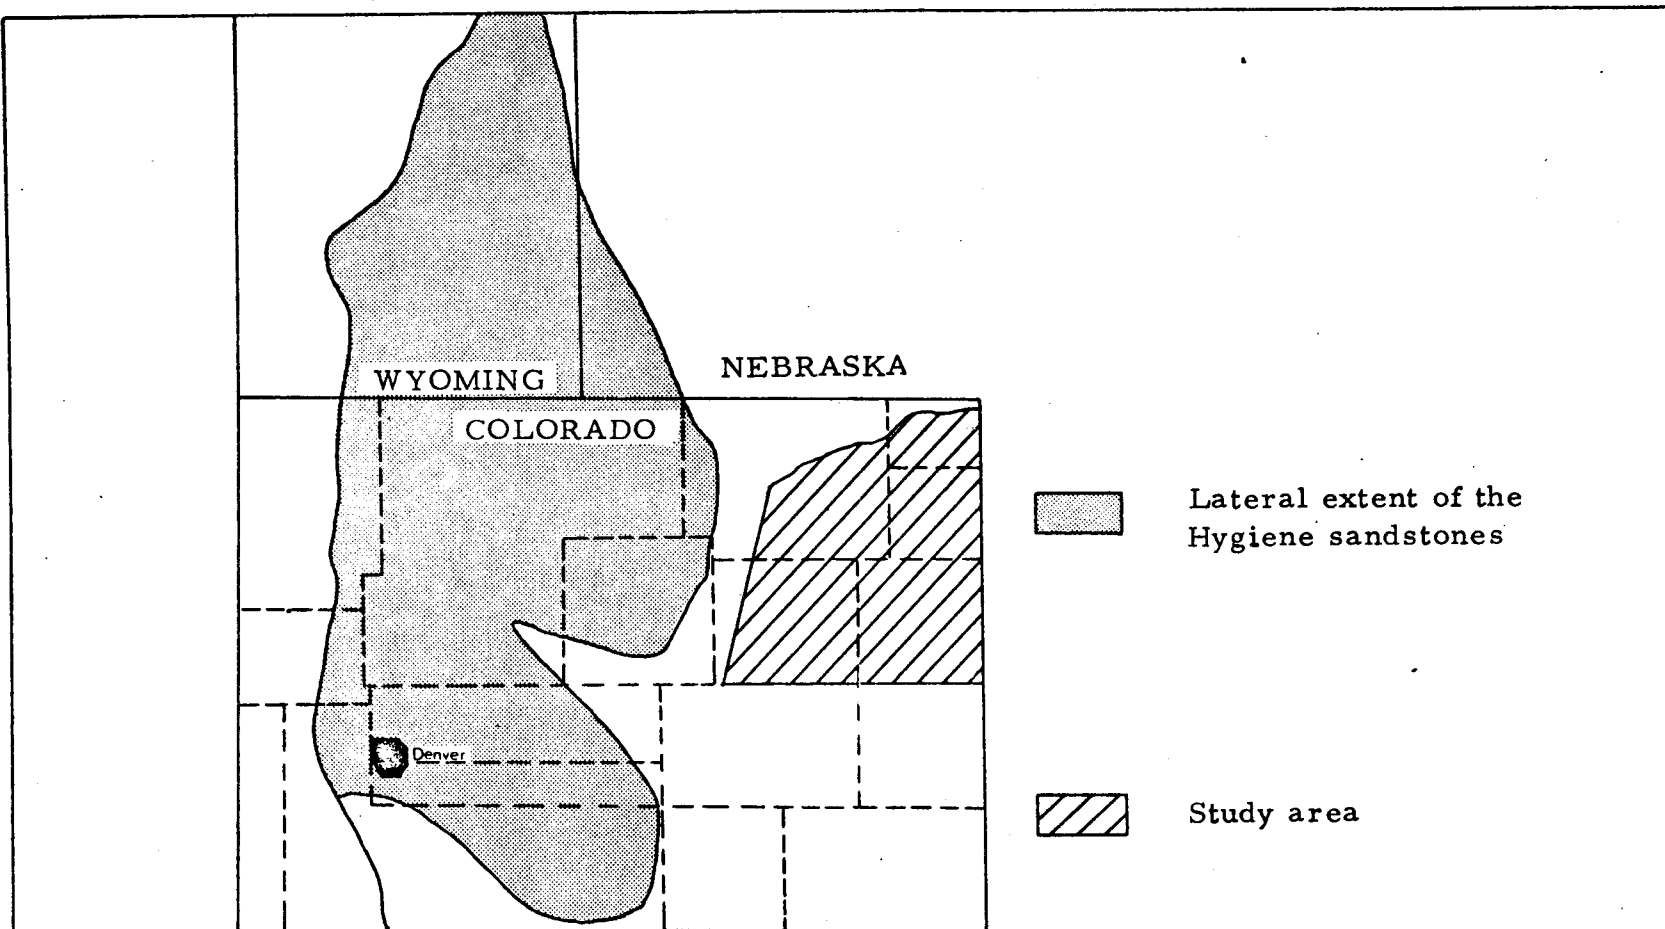 WYOMING
NEBRASKA
COLORADO
Lateral extent of the
Hygiene sandstones
Denver
Study area